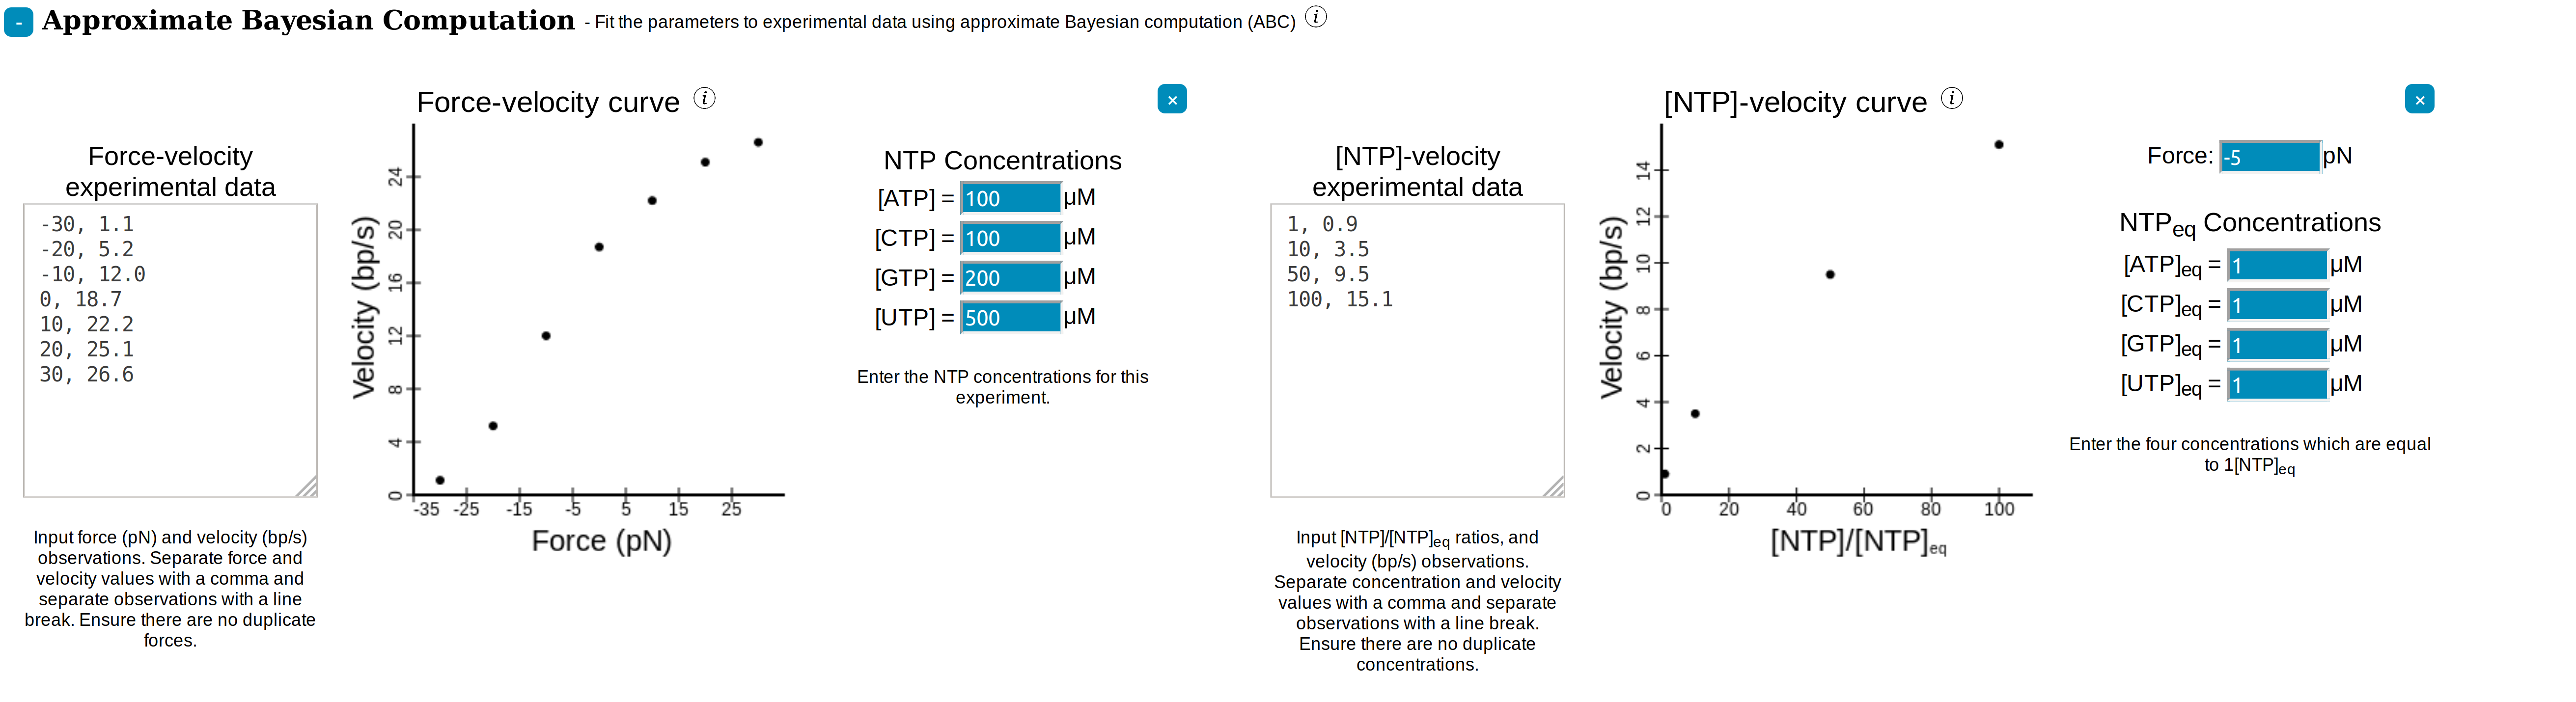 - Approximate Bayesian Computation - Fit the parameters to experimental data using approximate Bayesian computation (ABC) i
Force-velocity curve i
×
Force-velocity
experimental data
-30, 1.1
-20, 5.2
-10, 12.0
0, 18.7
10, 22.2
20, 25.1
30, 26.6
Input force (pN) and velocity (bp/s)
observations. Separate force and
velocity values with a comma and
separate observations with a line
break. Ensure there are no duplicate
forces.
Velocity (bp/s)
24
20
16
12
8
4
0
-35 -25 -15 -5 5 15 25
Force (pN)
NTP Concentrations
[ATP] = 100 µM
[CTP] = 100 µM
[GTP] = 200 µM
[UTP] = 500 µM
Enter the NTP concentrations for this
experiment.
[NTP]-velocity curve i
×
[NTP]-velocity
experimental data
1, 0.9
10, 3.5
50, 9.5
100, 15.1
Input [NTP]/[NTP]eq ratios, and
velocity (bp/s) observations.
Separate concentration and velocity
values with a comma and separate
observations with a line break.
Ensure there are no duplicate
concentrations.
Velocity (bp/s)
14
12
10
8
6
4
2
0
0 20 40 60 80 100
[NTP]/[NTP]eq
Force: -5 pN
NTPeq Concentrations
[ATP]eq = 1 µM
[CTP]eq = 1 µM
[GTP]eq = 1 µM
[UTP]eq = 1 µM
Enter the four concentrations which are equal
to 1[NTP]eq